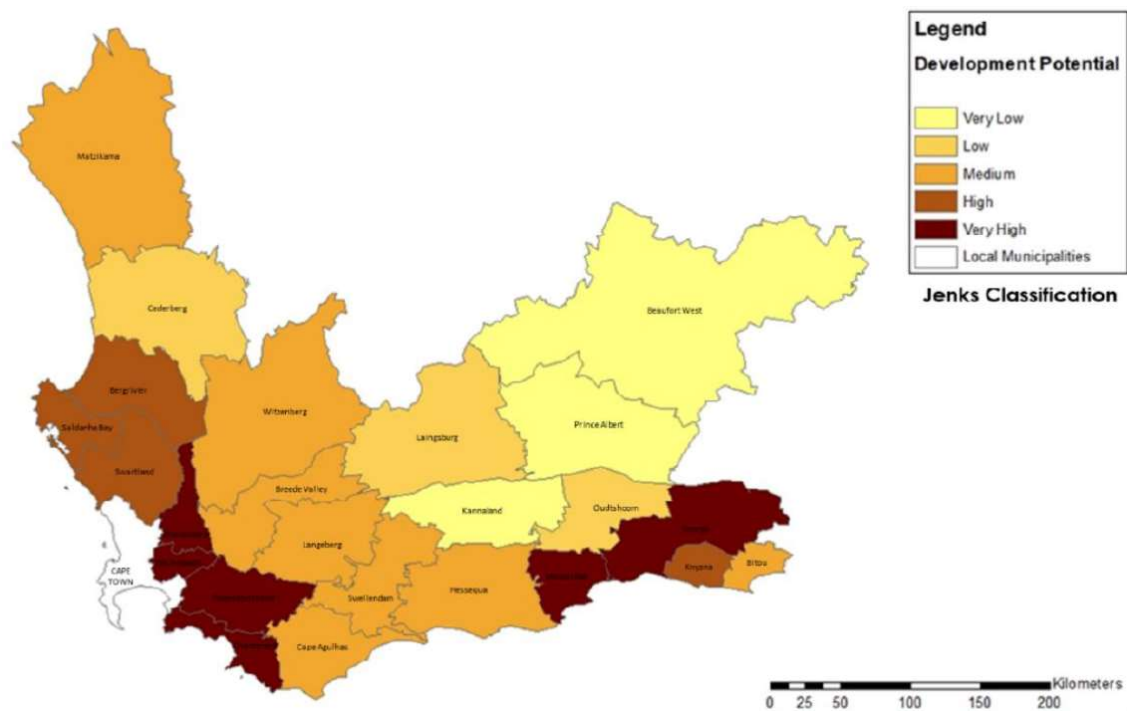 Legend
Development Potential
Very Low
Low
Medium
High
Very High
Local Municipalities
Jenks Classification
Matzikama
Cederberg
Bergrivier
Saldanha Bay
Swartland
Witzenberg
Beaufort West
Laingsburg
Prince Albert
Breede Valley
Kannaland
Oudtshoorn
Langeberg
CAPE
TOWN
Knysna
Bitou
Swellendam
Hessequa
Cape Agulhas
Kilometers
0 25 50 100 150 200